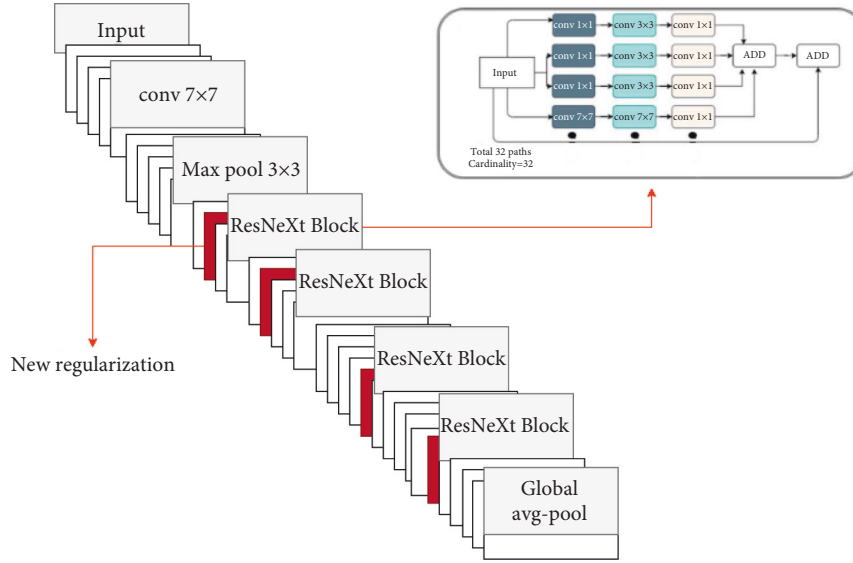 Input
conv 7×7
Max pool 3×3
ResNeXt Block
ResNeXt Block
ResNeXt Block
ResNeXt Block
Global
avg-pool
New regularization
Input
conv 1×1
conv 3×3
conv 1×1
conv 1×1
conv 3×3
conv 1×1
conv 1×1
conv 3×3
conv 1×1
conv 7×7
conv 7×7
conv 1×1
ADD
ADD
Total 32 paths
Cardinality=32